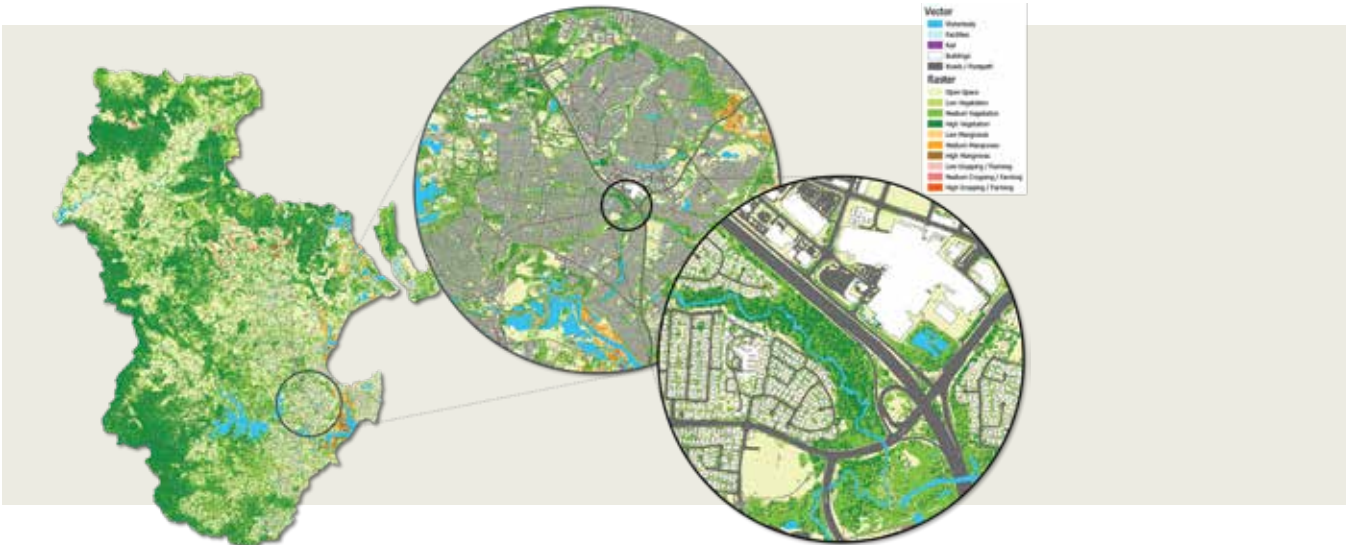 Vector
Waterbody
Facilities
Rail
Buildings
Roads / Footpath
Raster
Open Space
Low Vegetation
Medium Vegetation
High Vegetation
Low Mangroves
Medium Mangroves
High Mangroves
Low Cropping / Farming
Medium Cropping / Farming
High Cropping / Farming